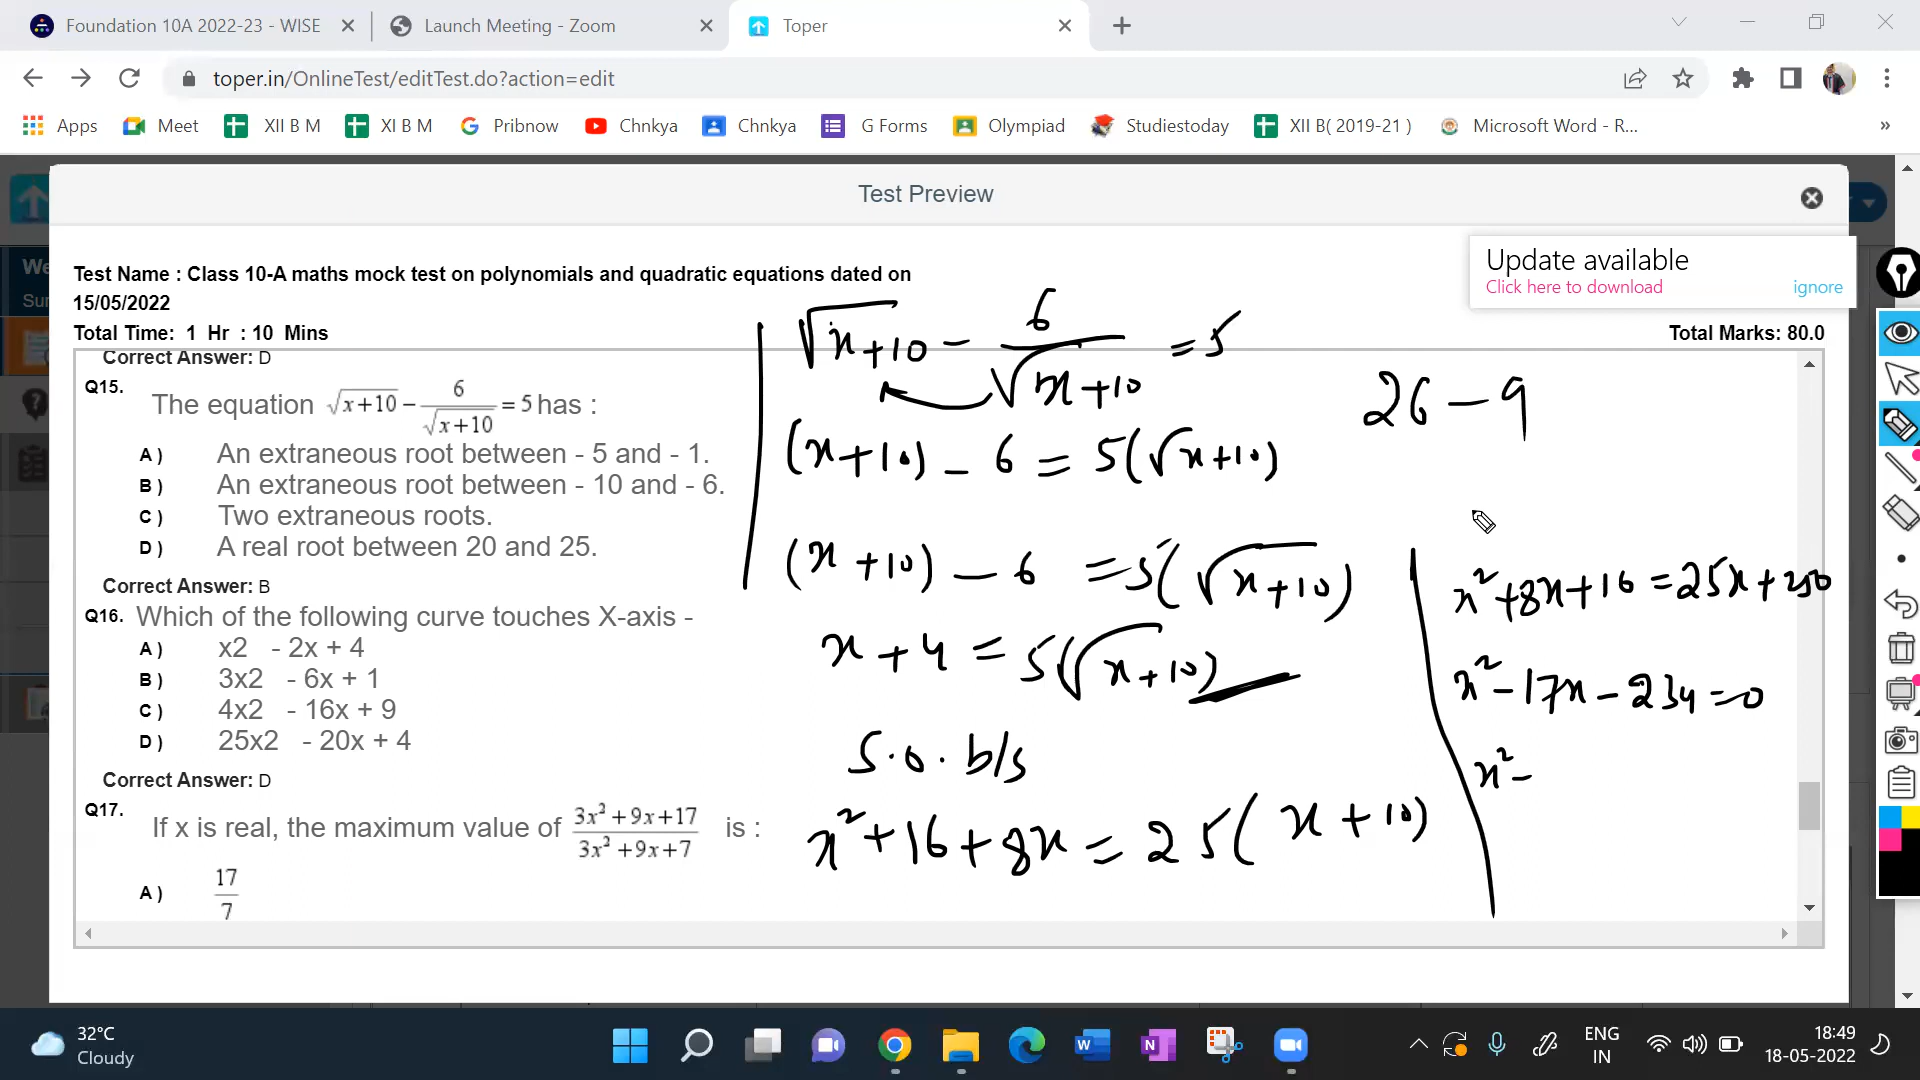 Foundation 10A 2022-23 - WISE
Launch Meeting - Zoom
Toper
toper.in/OnlineTest/editTest.do?action=edit
Apps Meet XII B M XI B M Pribnow Chnkya Chnkya G Forms Olympiad Studiestoday XII B( 2019-21 ) Microsoft Word - R... »
Test Preview
Update available
Click here to download ignore
Test Name : Class 10-A maths mock test on polynomials and quadratic equations dated on
15/05/2022
Total Time: 1 Hr : 10 Mins
Total Marks: 80.0
Correct Answer: D
Q15. The equation √x+10 - 6/√x+10 = 5 has :
A ) An extraneous root between - 5 and - 1.
B ) An extraneous root between - 10 and - 6.
C ) Two extraneous roots.
D ) A real root between 20 and 25.
Correct Answer: B
Q16. Which of the following curve touches X-axis -
A ) x2 - 2x + 4
B ) 3x2 - 6x + 1
C ) 4x2 - 16x + 9
D ) 25x2 - 20x + 4
Correct Answer: D
Q17. If x is real, the maximum value of 3x²+9x+17/3x²+9x+7 is :
A ) 17/7
√x+10 - 6/√x+10 = 5
(x+10) - 6 = 5(√x+10)
(x+10) - 6 = 5(√x+10)
x + 4 = 5(√x+10)
S.O. b/s
x²+16+8x = 25(x+10)
26 - 9
x²+8x+16 = 25x+250
x²-17x-234=0
x²-
We
Sur
32°C
Cloudy
ENG
IN
18:49
18-05-2022